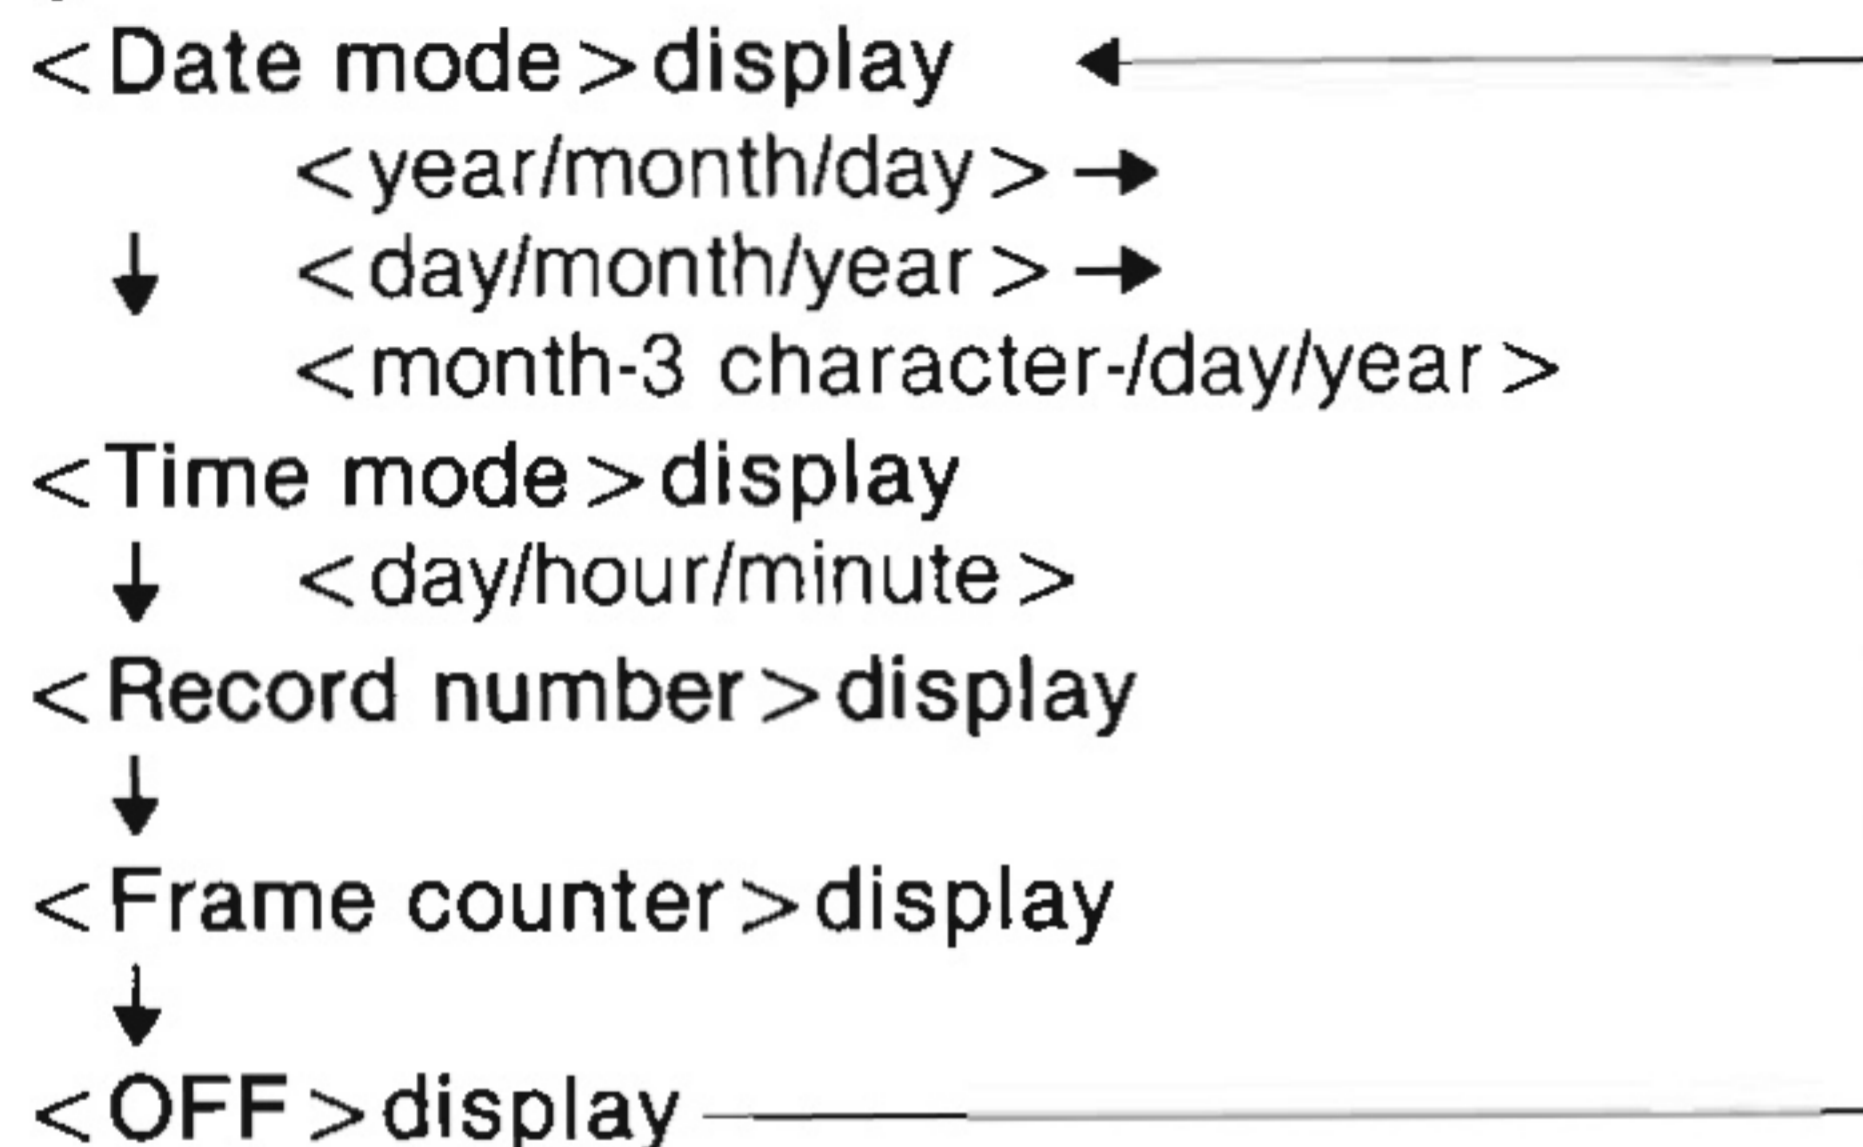 <Date mode>display
<year/month/day>→
<day/month/year>→
<month-3 character-/day/year>
<Time mode>display
<day/hour/minute>
<Record number>display
<Frame counter>display
<OFF>display